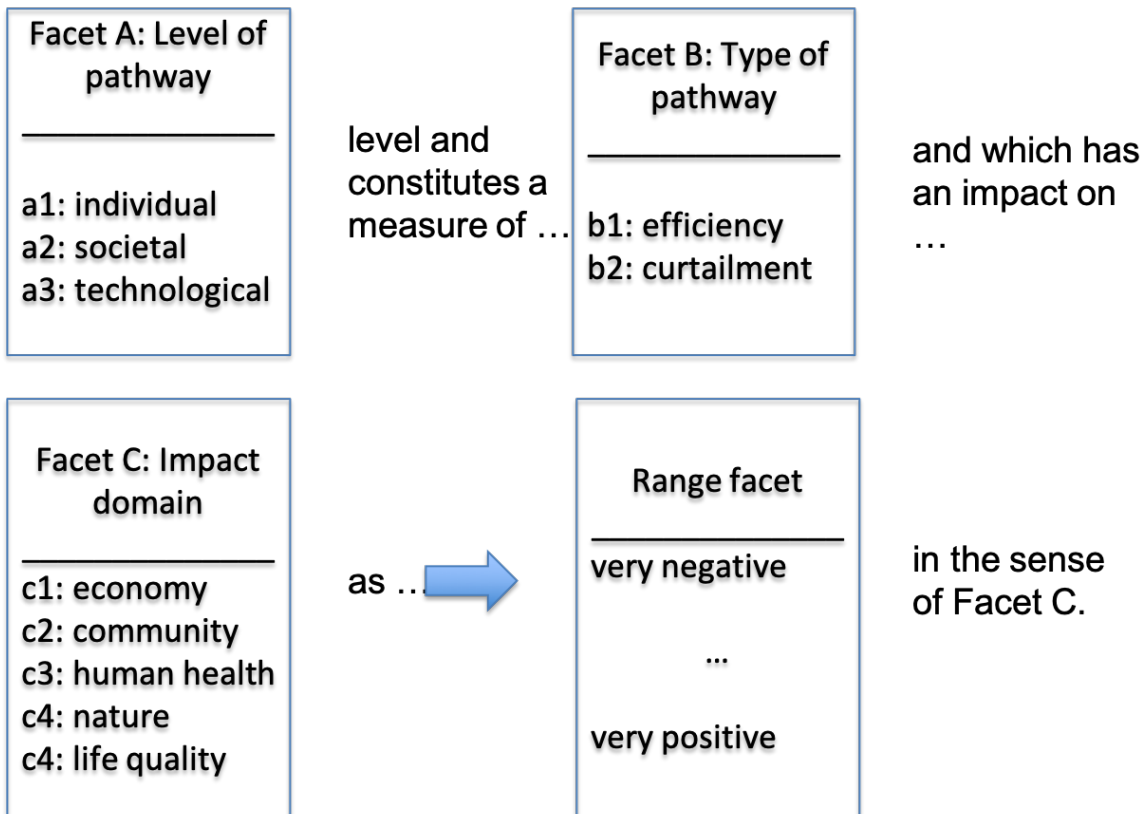 Facet A: Level of
pathway
a1: individual
a2: societal
a3: technological
level and
constitutes a
measure of …
Facet B: Type of
pathway
b1: efficiency
b2: curtailment
and which has
an impact on
…
Facet C: Impact
domain
c1: economy
c2: community
c3: human health
c4: nature
c4: life quality
as …
Range facet
very negative
...
very positive
in the sense
of Facet C.